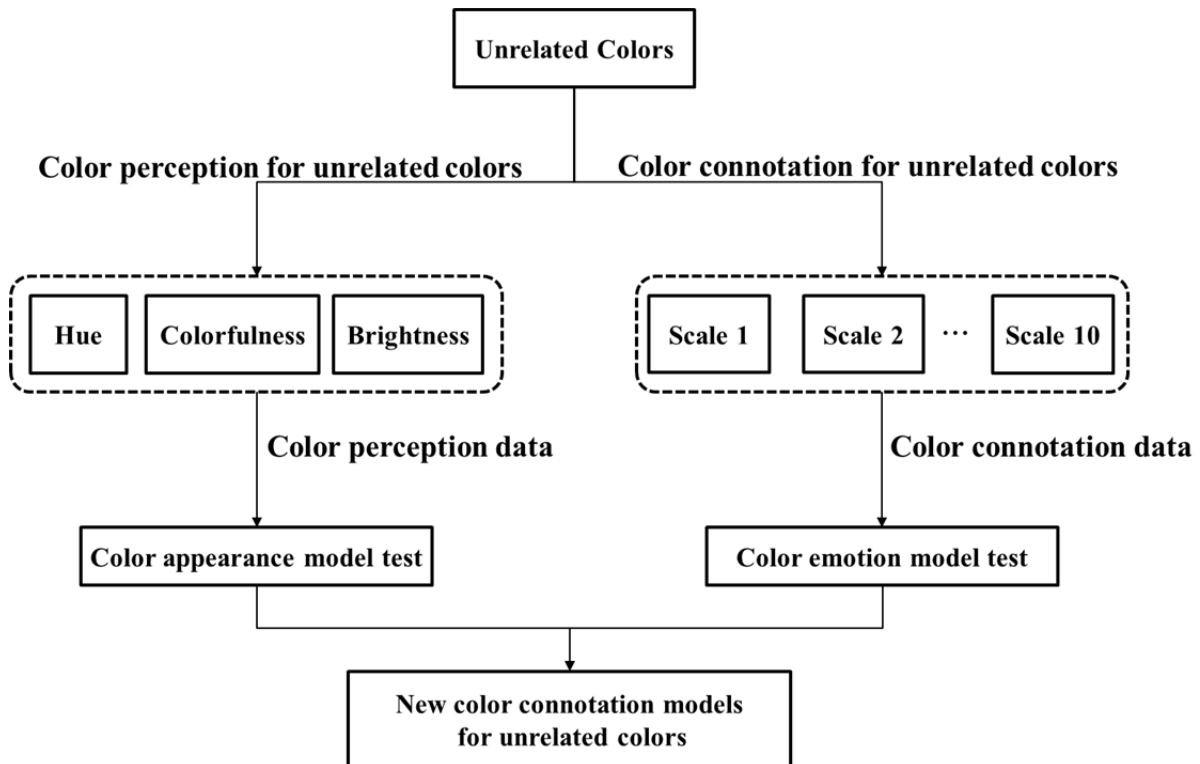 Unrelated Colors
Color perception for unrelated colors
Color connotation for unrelated colors
Hue
Colorfulness
Brightness
Scale 1
Scale 2
...
Scale 10
Color perception data
Color connotation data
Color appearance model test
Color emotion model test
New color connotation models
for unrelated colors